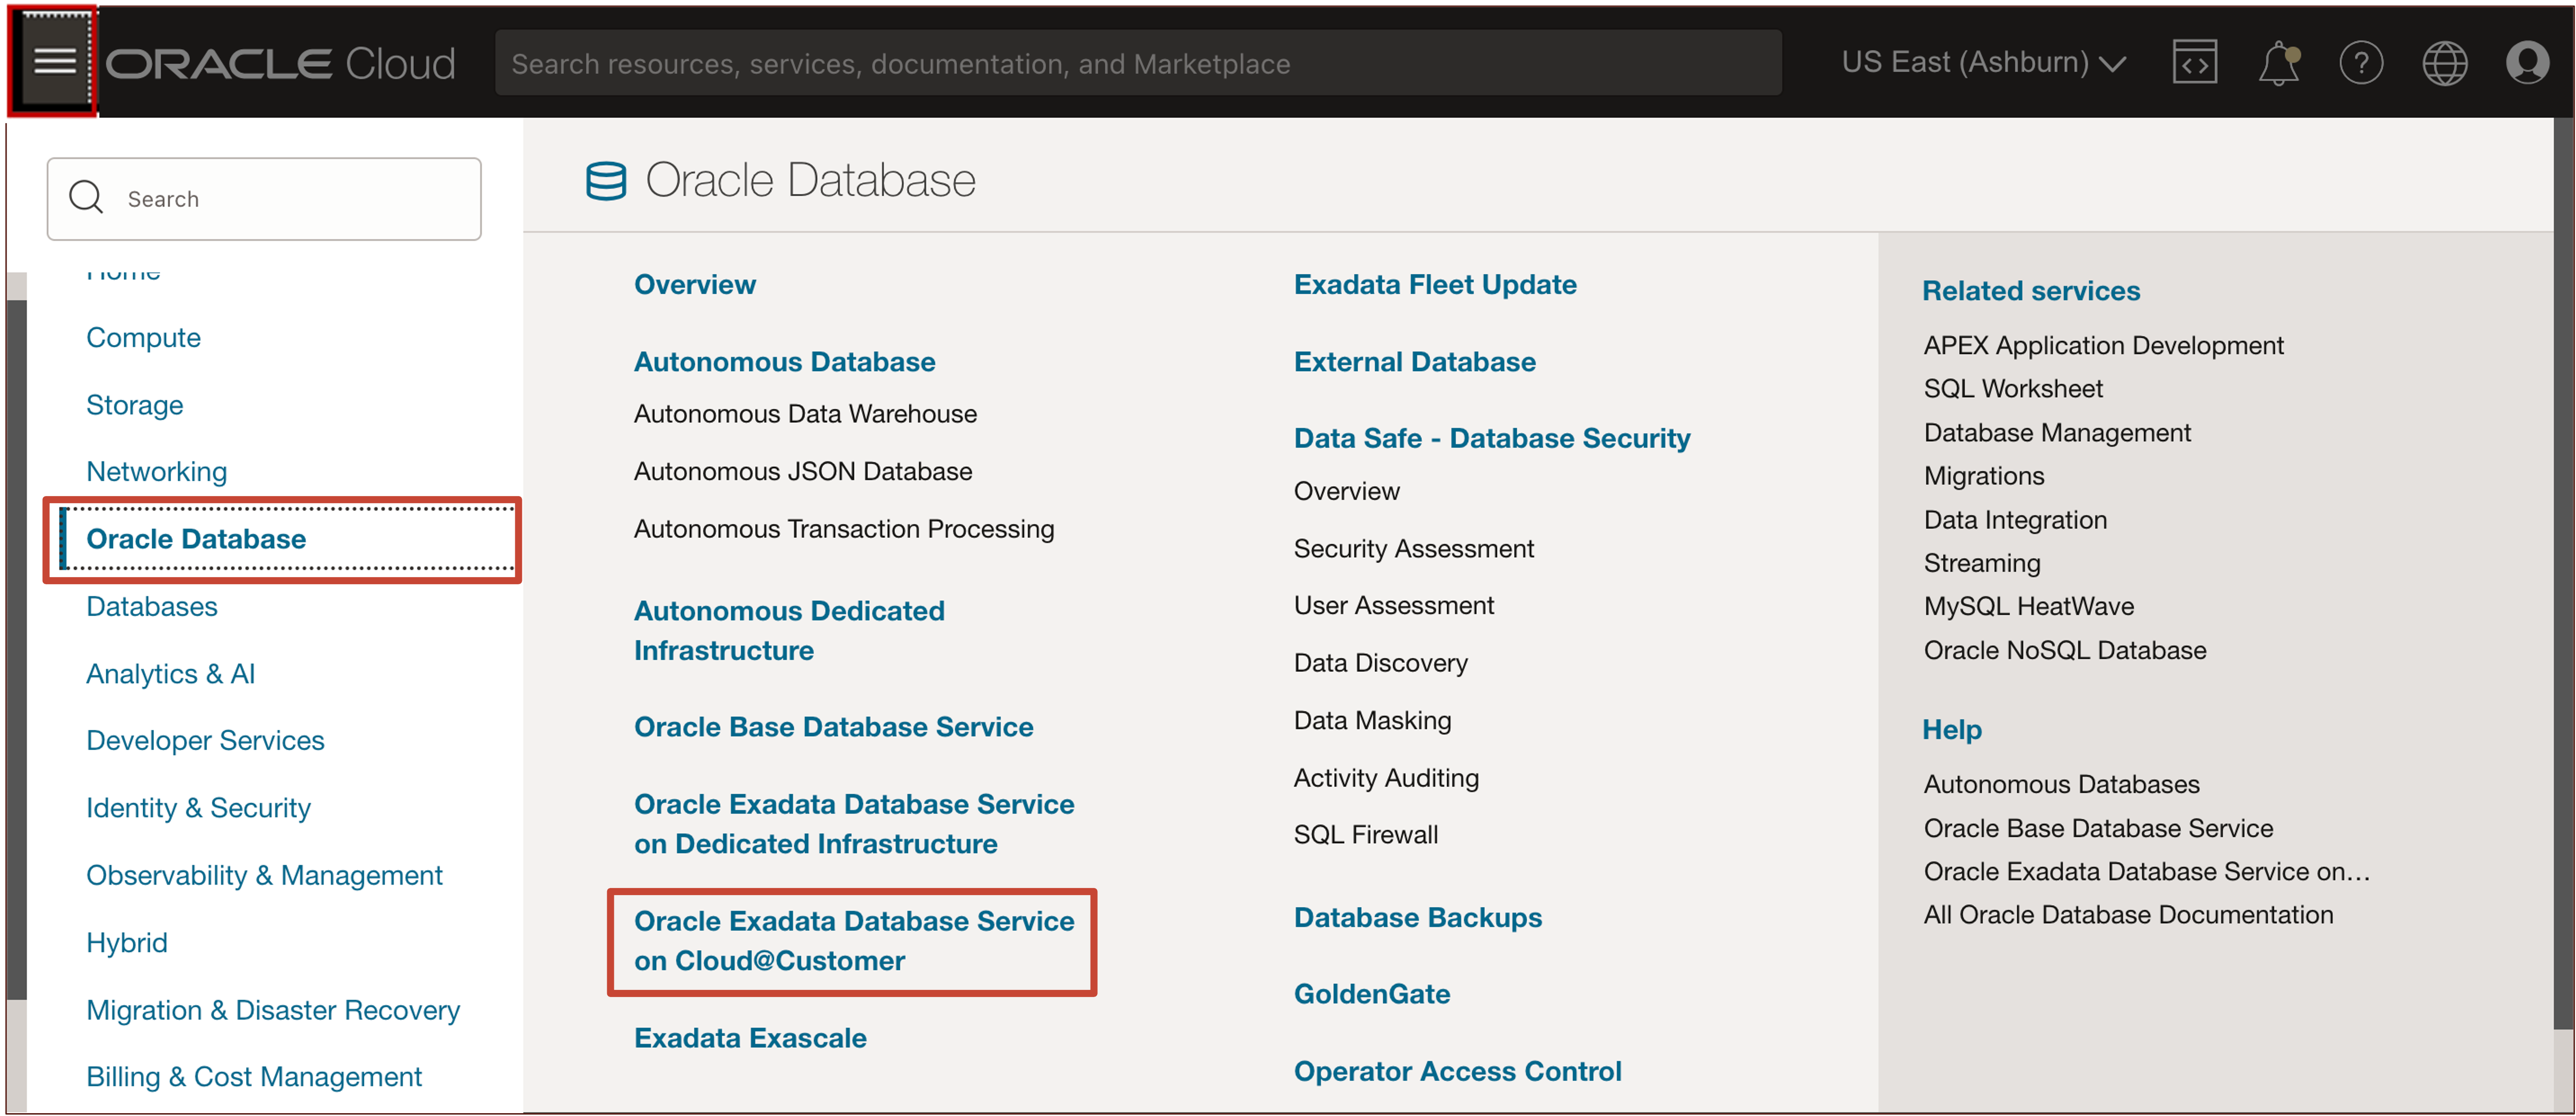 ORACLE Cloud
Search resources, services, documentation, and Marketplace
US East (Ashburn)
Search
Home
Compute
Storage
Networking
Oracle Database
Databases
Analytics & AI
Developer Services
Identity & Security
Observability & Management
Hybrid
Migration & Disaster Recovery
Billing & Cost Management
Oracle Database
Overview
Autonomous Database
Autonomous Data Warehouse
Autonomous JSON Database
Autonomous Transaction Processing
Autonomous Dedicated
Infrastructure
Oracle Base Database Service
Oracle Exadata Database Service
on Dedicated Infrastructure
Oracle Exadata Database Service
on Cloud@Customer
Exadata Exascale
Exadata Fleet Update
External Database
Data Safe - Database Security
Overview
Security Assessment
User Assessment
Data Discovery
Data Masking
Activity Auditing
SQL Firewall
Database Backups
GoldenGate
Operator Access Control
Related services
APEX Application Development
SQL Worksheet
Database Management
Migrations
Data Integration
Streaming
MySQL HeatWave
Oracle NoSQL Database
Help
Autonomous Databases
Oracle Base Database Service
Oracle Exadata Database Service on...
All Oracle Database Documentation